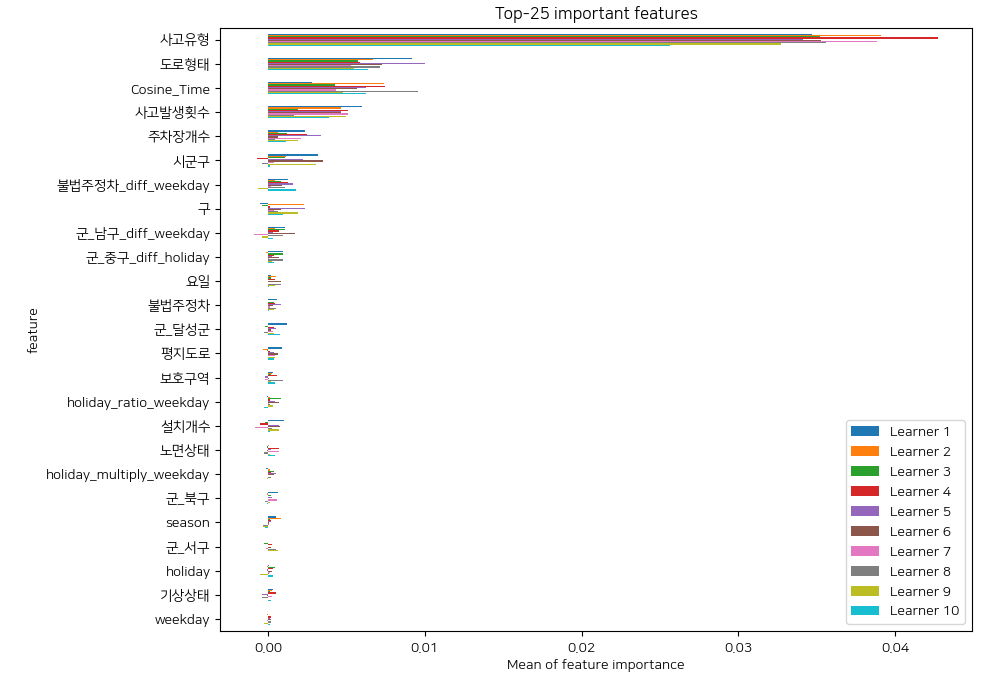 Top-25 important features
feature
사고유형
도로형태
Cosine_Time
사고발생횟수
주차장개수
시군구
불법주정차_diff_weekday
구
군_남구_diff_weekday
군_중구_diff_holiday
요일
불법주정차
군_달성군
평지도로
보호구역
holiday_ratio_weekday
설치개수
노면상태
holiday_multiply_weekday
군_북구
season
군_서구
holiday
기상상태
weekday
Learner 1
Learner 2
Learner 3
Learner 4
Learner 5
Learner 6
Learner 7
Learner 8
Learner 9
Learner 10
0.00 0.01 0.02 0.03 0.04
Mean of feature importance